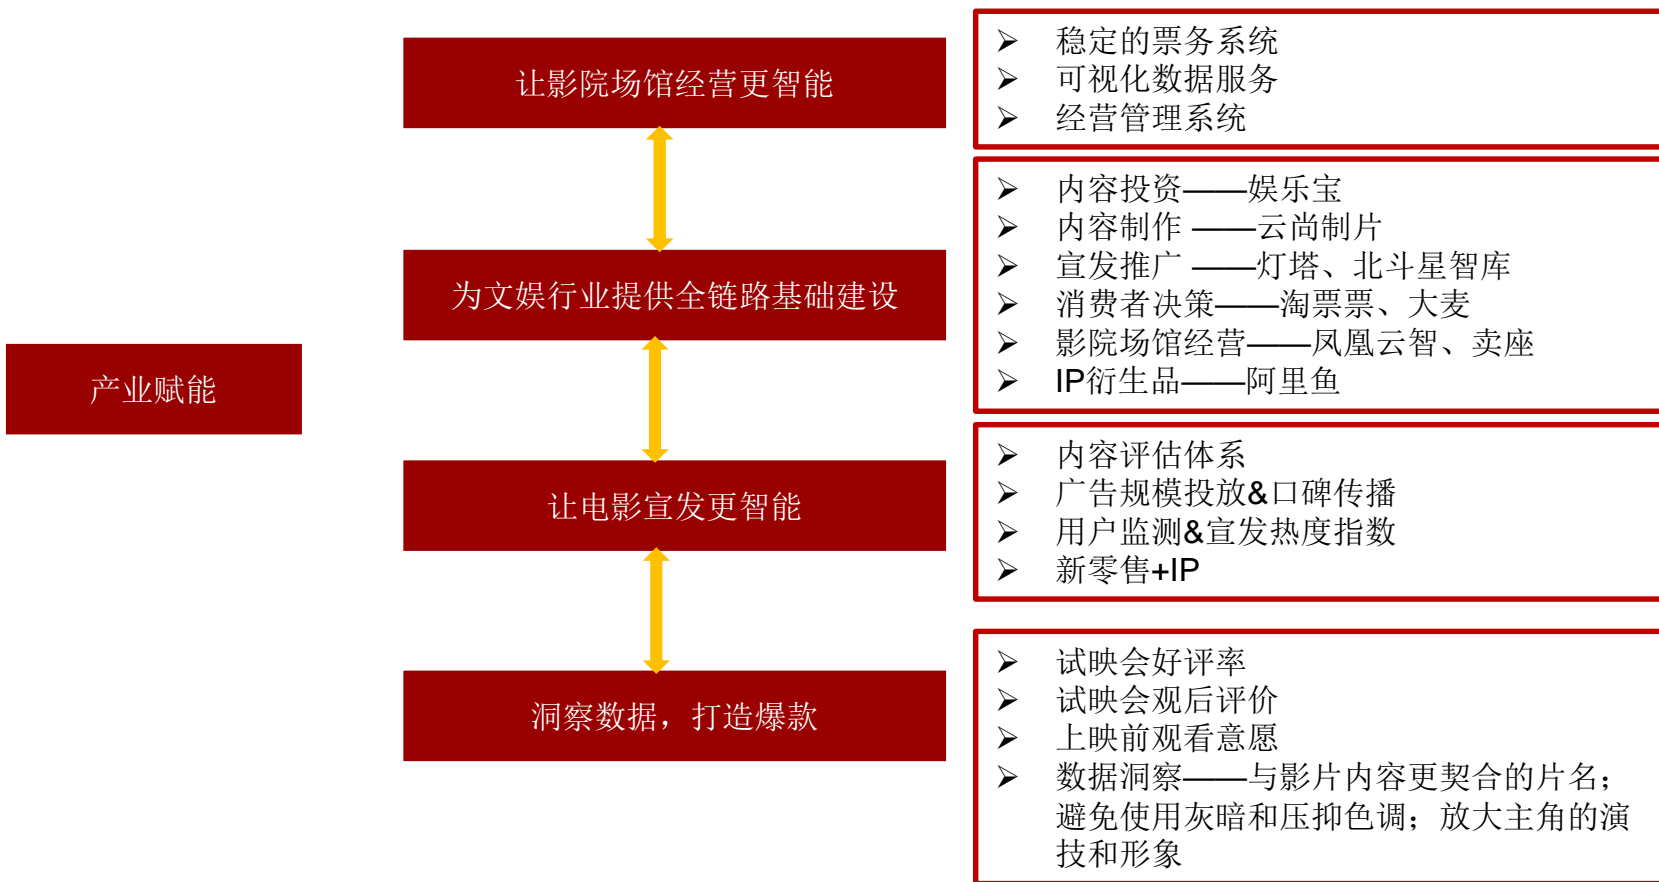 产业赋能
让影院场馆经营更智能
➢ 稳定的票务系统
➢ 可视化数据服务
➢ 经营管理系统
为文娱行业提供全链路基础建设
➢ 内容投资——娱乐宝
➢ 内容制作 ——云尚制片
➢ 宣发推广 ——灯塔、北斗星智库
➢ 消费者决策——淘票票、大麦
➢ 影院场馆经营——凤凰云智、卖座
➢ IP衍生品——阿里鱼
让电影宣发更智能
➢ 内容评估体系
➢ 广告规模投放&口碑传播
➢ 用户监测&宣发热度指数
➢ 新零售+IP
洞察数据，打造爆款
➢ 试映会好评率
➢ 试映会观后评价
➢ 上映前观看意愿
➢ 数据洞察——与影片内容更契合的片名；
避免使用灰暗和压抑色调；放大主角的演
技和形象